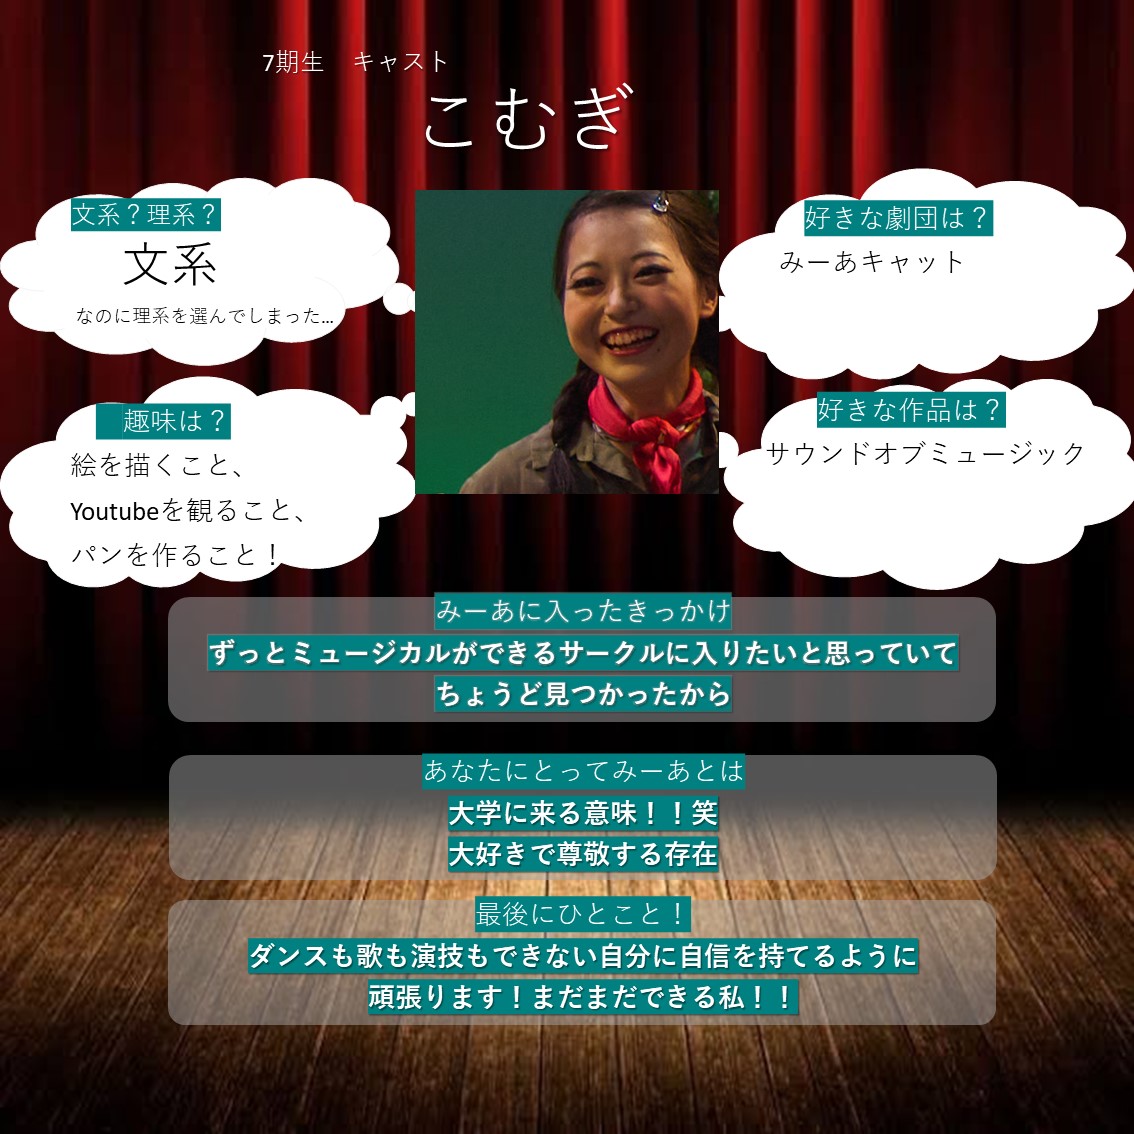 7期生　キャスト
こむぎ
文系？理系？
文系
なのに理系を選んでしまった…
趣味は？
絵を描くこと、
Youtubeを観ること、
パンを作ること！
好きな劇団は？
みーあキャット
好きな作品は？
サウンドオブミュージック
みーあに入ったきっかけ
ずっとミュージカルができるサークルに入りたいと思っていて
ちょうど見つかったから
あなたにとってみーあとは
大学に来る意味！！笑
大好きで尊敬する存在
最後にひとこと！
ダンスも歌も演技もできない自分に自信を持てるように
頑張ります！まだまだできる私！！